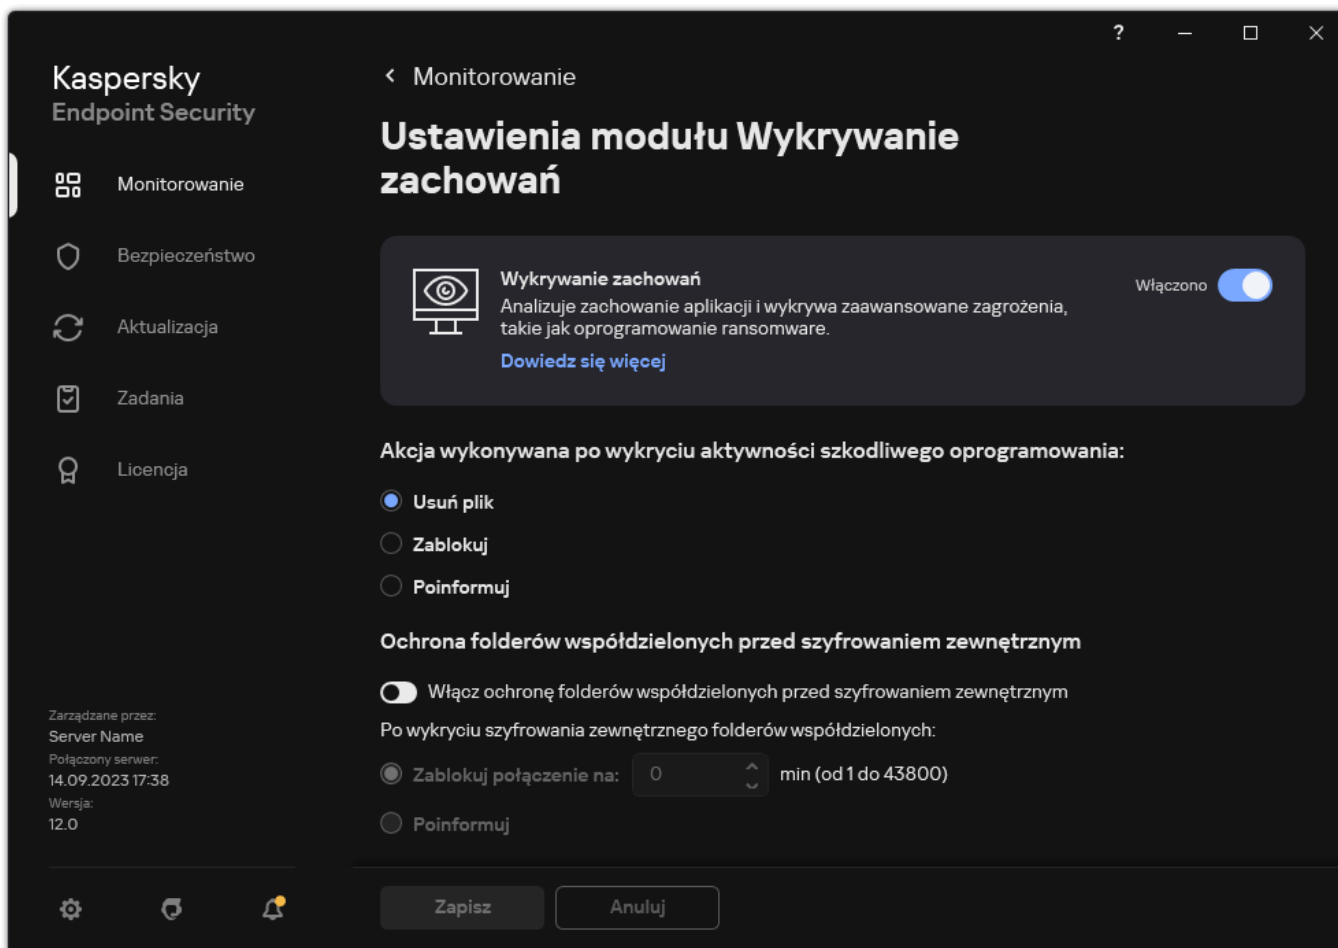 ?
Kaspersky
Endpoint Security
Monitorowanie
Bezpieczeństwo
Aktualizacja
Zadania
Licencja
Zarządzane przez:
Server Name
Połączony serwer:
14.09.2023 17:38
Wersja:
12.0
Monitorowanie
Ustawienia modułu Wykrywanie
zachowań
Wykrywanie zachowań
Analizuje zachowanie aplikacji i wykrywa zaawansowane zagrożenia,
takie jak oprogramowanie ransomware.
Dowiedz się więcej
Włączono
Akcja wykonywana po wykryciu aktywności szkodliwego oprogramowania:
Usuń plik
Zablokuj
Poinformuj
Ochrona folderów współdzielonych przed szyfrowaniem zewnętrznym
Włącz ochronę folderów współdzielonych przed szyfrowaniem zewnętrznym
Po wykryciu szyfrowania zewnętrznego folderów współdzielonych:
Zablokuj połączenie na: 0 min (od 1 do 43800)
Poinformuj
Zapisz Anuluj